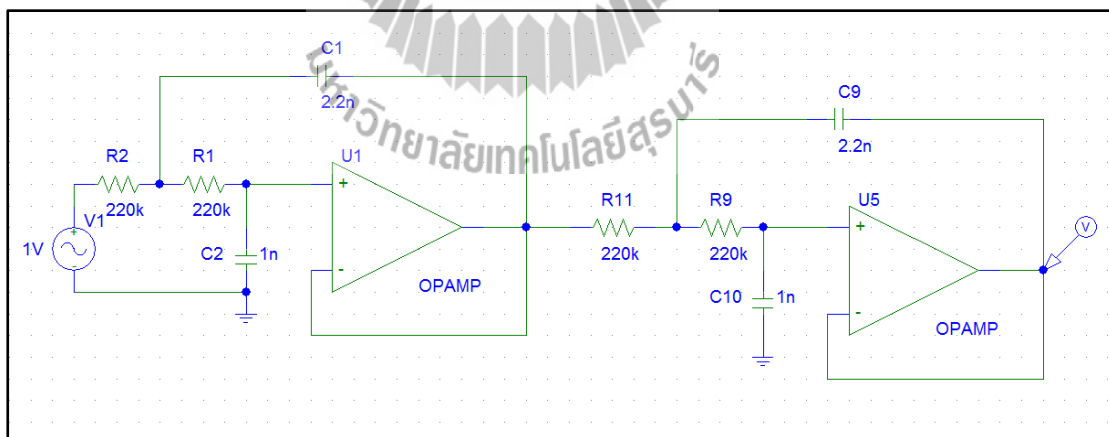 C1
2.2n
R2
R1
220k
220k
V1
1V
C2
1n
U1
+
-
OPAMP
มหาวิทยาลัยเทคโนโลยีสุรนารี
R11
220k
R9
220k
C9
2.2n
C10
1n
U5
+
-
OPAMP
V